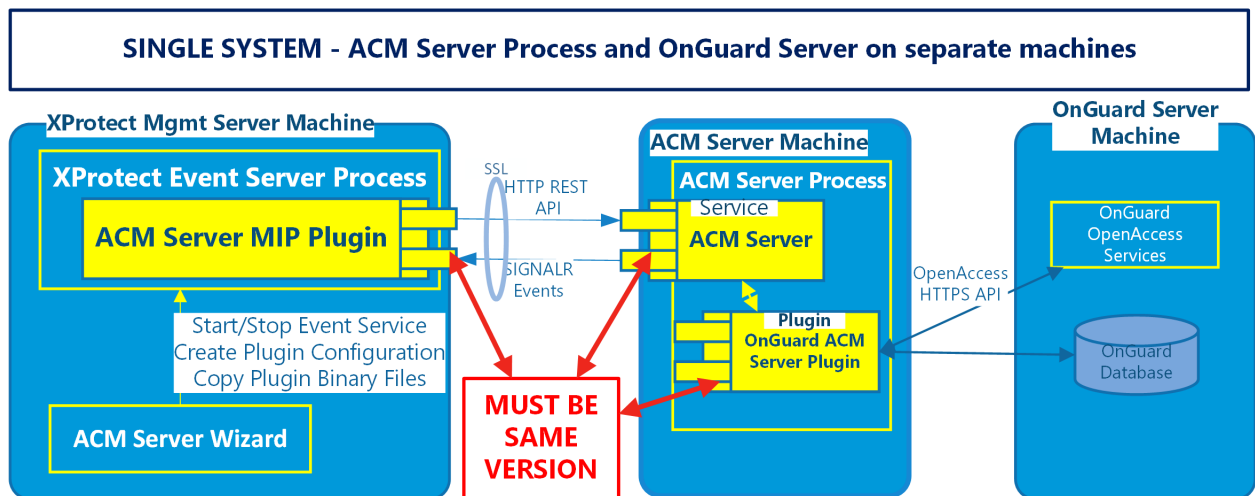 SINGLE SYSTEM - ACM Server Process and OnGuard Server on separate machines
XProtect Mgmt Server Machine
XProtect Event Server Process
ACM Server MIP Plugin
Start/Stop Event Service
Create Plugin Configuration
Copy Plugin Binary Files
ACM Server Wizard
SSL
HTTP REST
API
SIGNALR
Events
MUST BE
SAME
VERSION
ACM Server Machine
ACM Server Process
Service
ACM Server
Plugin
OnGuard ACM
Server Plugin
OpenAccess
HTTPS API
OnGuard Server
Machine
OnGuard
OpenAccess
Services
OnGuard
Database